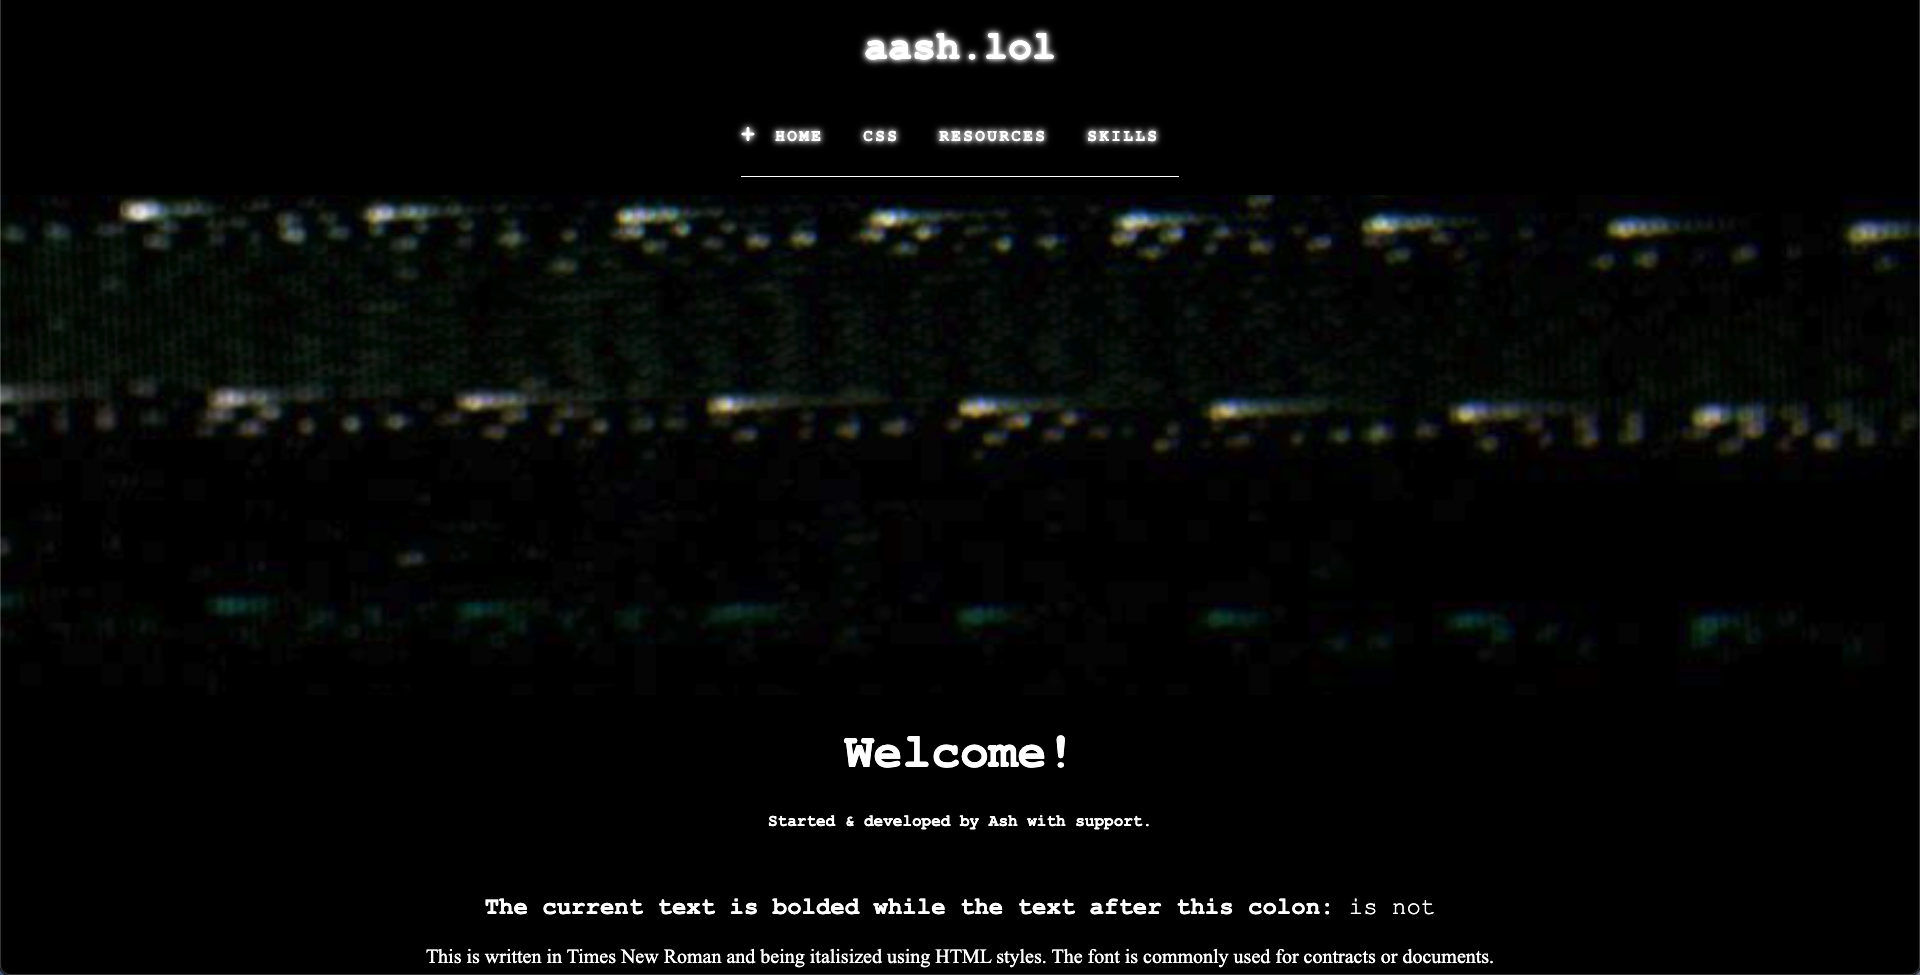 aash.lol
+ HOME CSS RESOURCES SKILLS
Welcome!
Started & developed by Ash with support.
The current text is bolded while the text after this colon: is not
This is written in Times New Roman and being italisized using HTML styles. The font is commonly used for contracts or documents.